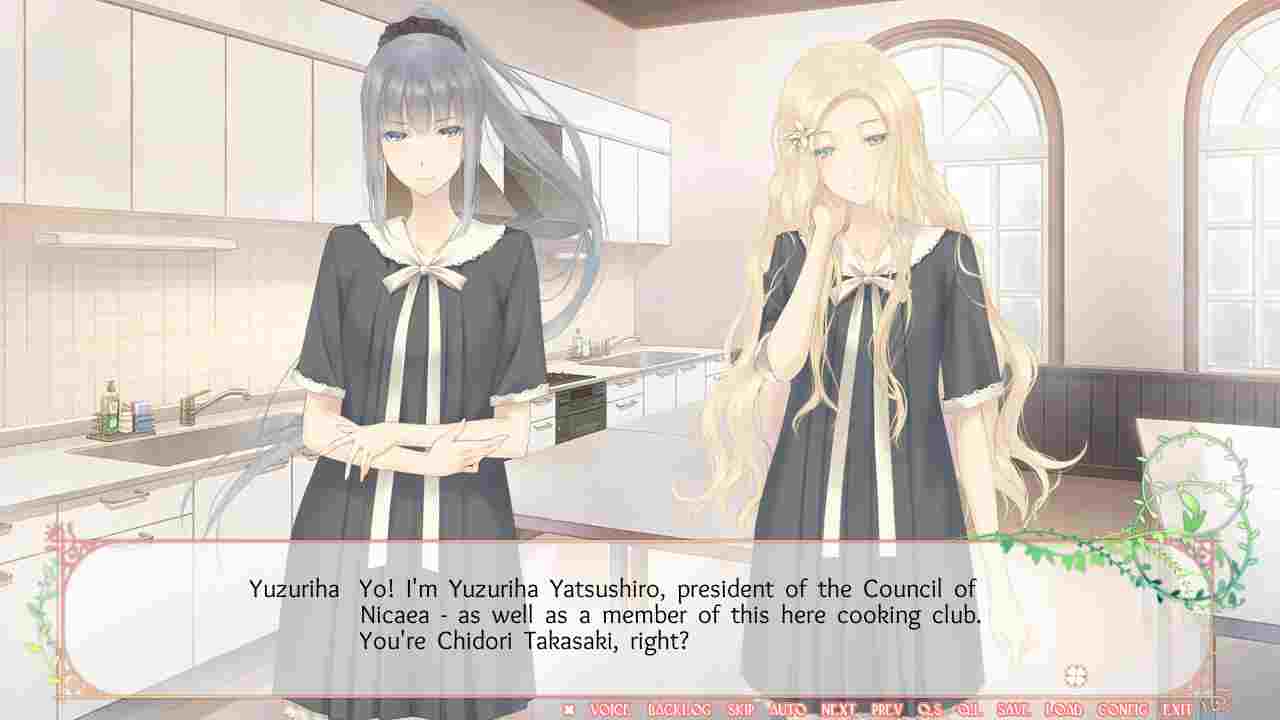 Yuzuriha Yo! I'm Yuzuriha Yatsushiro, president of the Council of
Nicaea - as well as a member of this here cooking club.
You're Chidori Takasaki, right?
VOICE BACKLOG SKIP AUTO NEXT PREV Q.S Q.L SAVE LOAD CONFIG EXIT